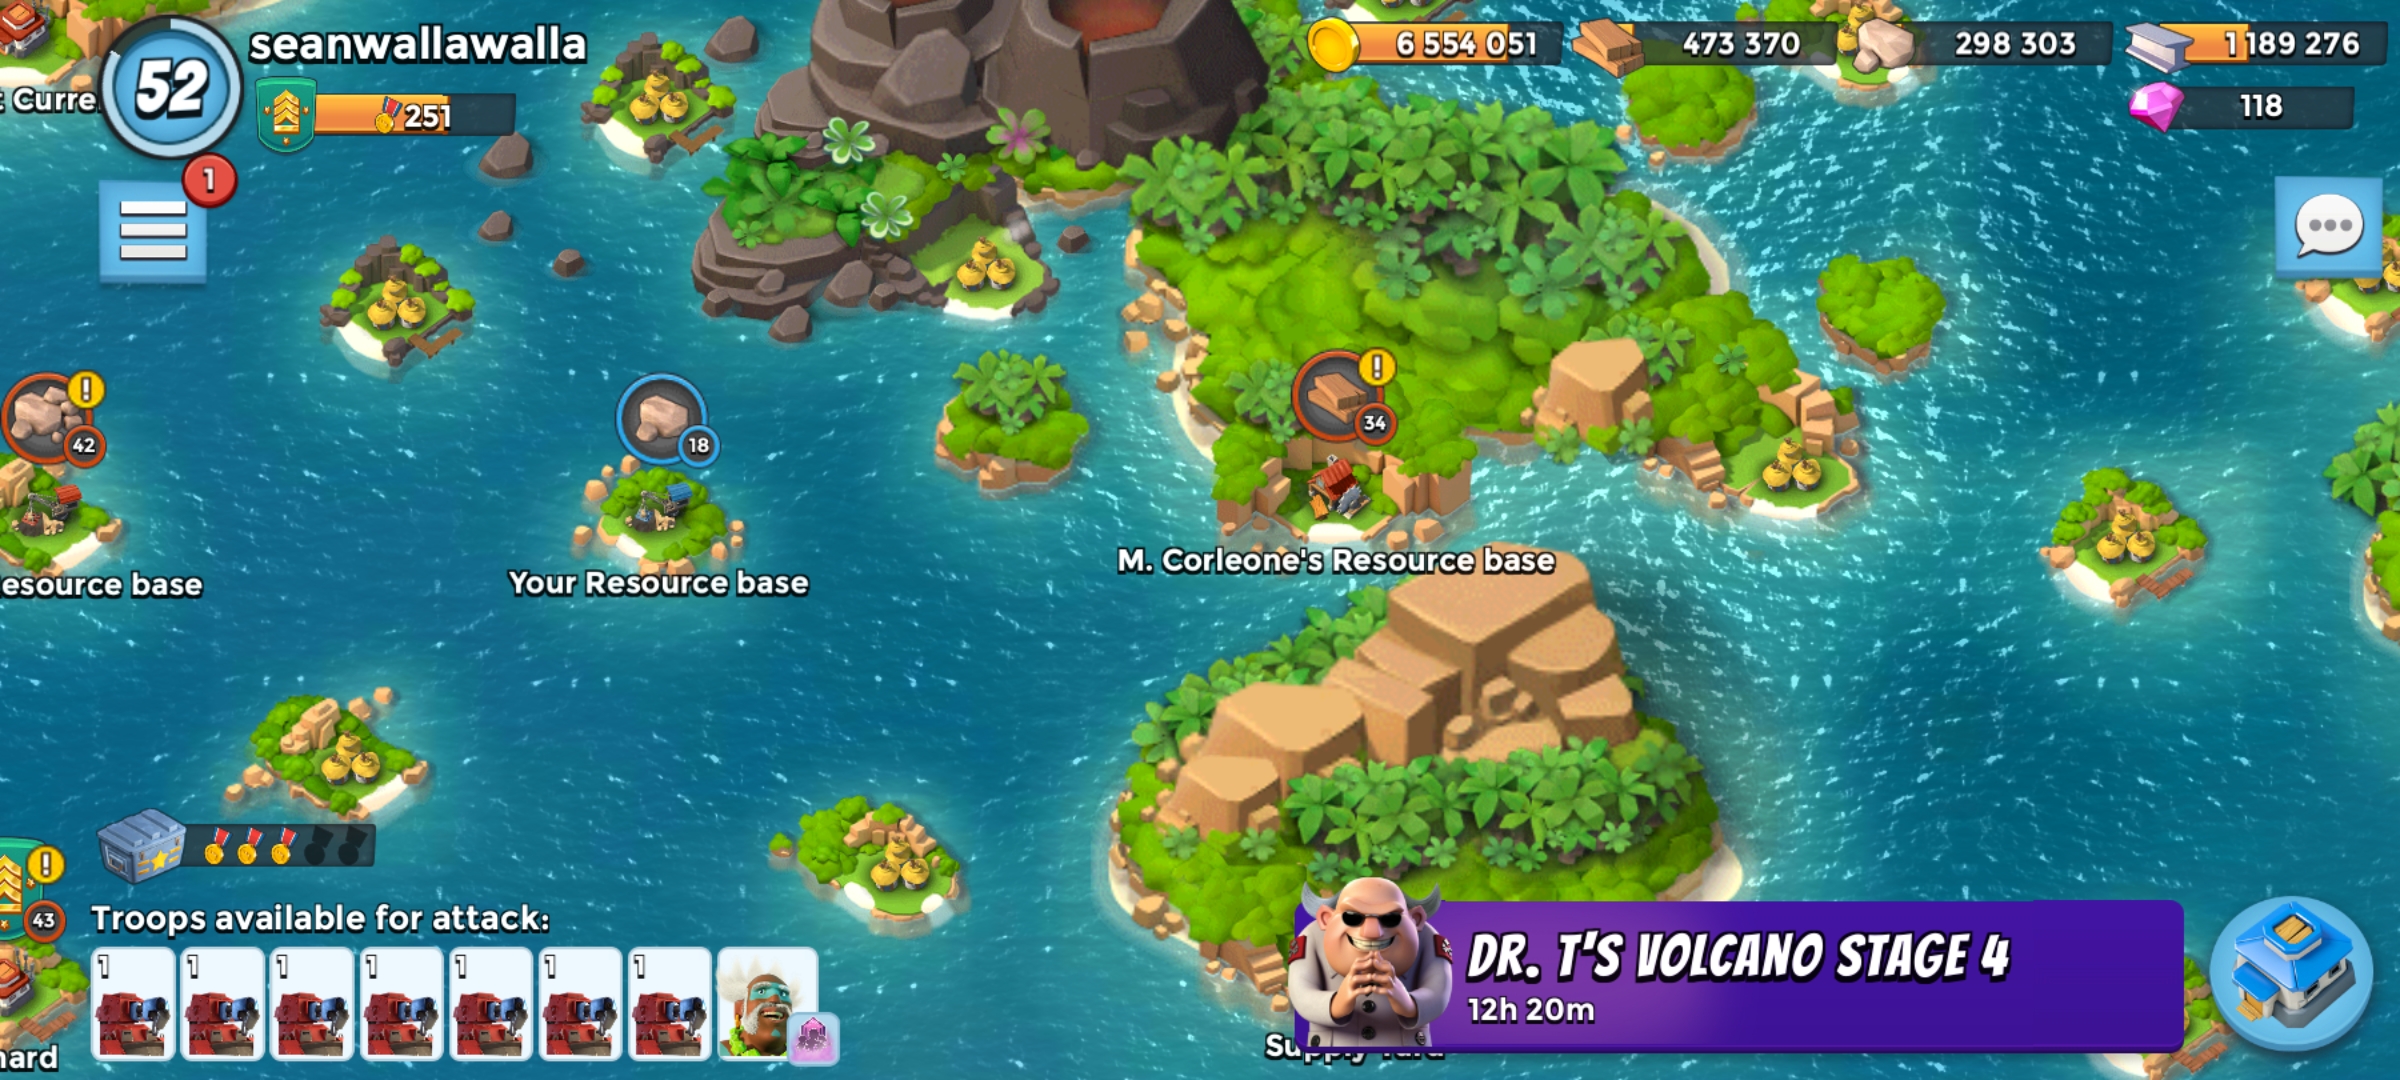 seanwallawalla
52
251
6 554 051
473 370
298 303
1 189 276
118
1
42
18
34
esource base
Your Resource base
M. Corleone's Resource base
43
Troops available for attack:
1 1 1 1 1 1 1
DR. T'S VOLCANO STAGE 4
12h 20m
Supply Yard